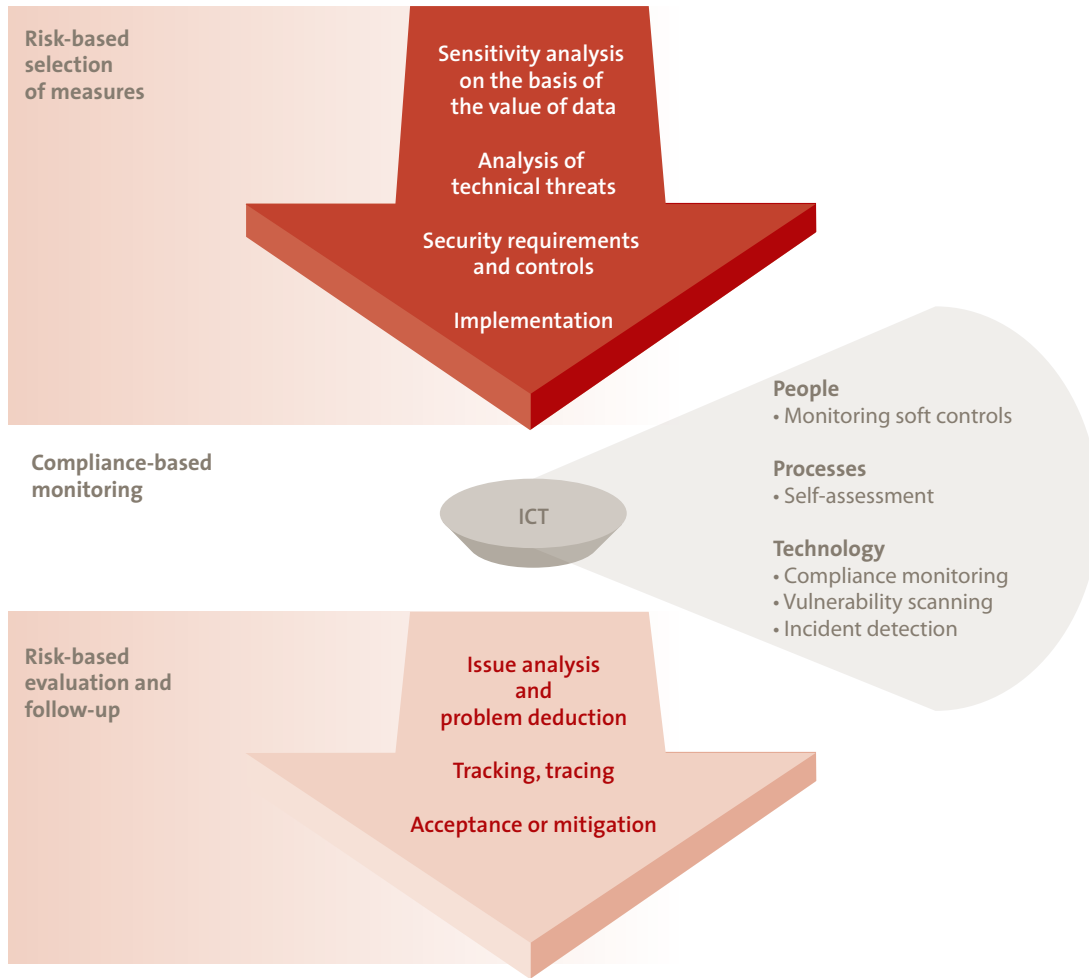 Risk-based
selection
of measures
Sensitivity analysis
on the basis of
the value of data
Analysis of
technical threats
Security requirements
and controls
Implementation
Compliance-based
monitoring
ICT
People
• Monitoring soft controls
Processes
• Self-assessment
Technology
• Compliance monitoring
• Vulnerability scanning
• Incident detection
Risk-based
evaluation and
follow-up
Issue analysis
and
problem deduction
Tracking, tracing
Acceptance or mitigation